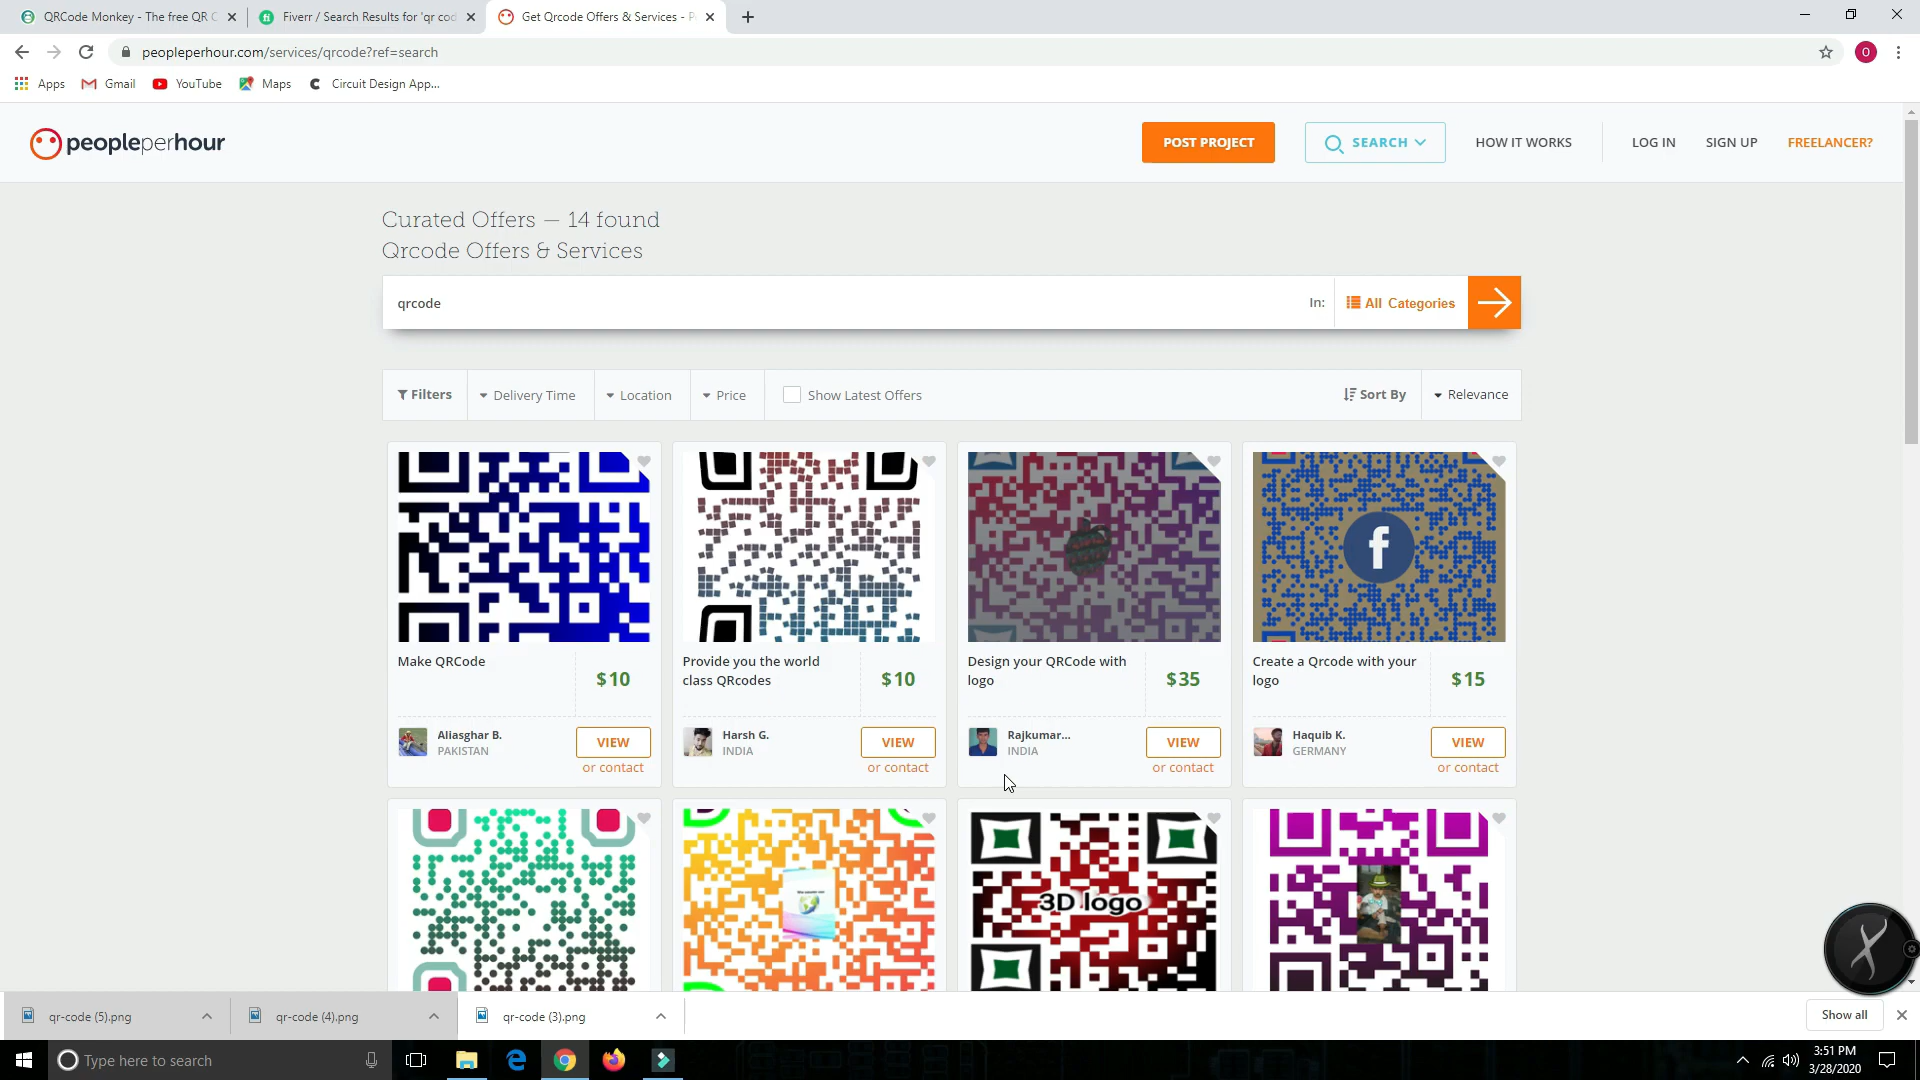 QRCode Monkey - The free QR C
Fiverr / Search Results for 'qr cod
Get Qrcode Offers & Services - P
peopleperhour.com/services/qrcode?ref=search
O
Apps
Gmail
YouTube
Maps
Circuit Design App...
peopleperhour
POST PROJECT
SEARCH
HOW IT WORKS
LOG IN
SIGN UP
FREELANCER?
Curated Offers — 14 found
Qrcode Offers & Services
qrcode
In:
All Categories
Filters
Delivery Time
Location
Price
Show Latest Offers
Sort By
Relevance
f
Make QRCode
$10
Provide you the world
class QRcodes
$10
Design your QRCode with
logo
$35
Create a Qrcode with your
logo
$15
Aliasghar B.
PAKISTAN
VIEW
or contact
Harsh G.
INDIA
VIEW
or contact
Rajkumar...
INDIA
VIEW
or contact
Haquib K.
GERMANY
VIEW
or contact
3D logo
qr-code (5).png
qr-code (4).png
qr-code (3).png
Show all
Type here to search
3:51 PM
3/28/2020